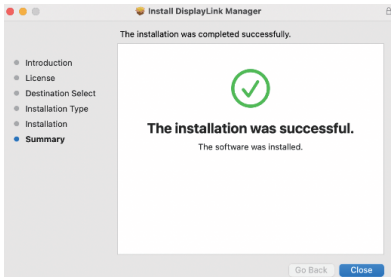 Install DisplayLink Manager
The installation was completed successfully.
Introduction
License
Destination Select
Installation Type
Installation
Summary
The installation was successful.
The software was installed.
Go Back
Close